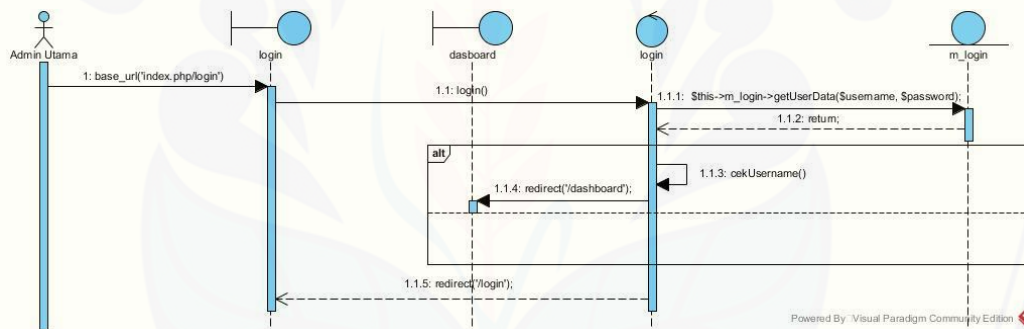 Admin Utama
login
dasboard
login
m_login
1: base_url('index.php/login')
1.1: login()
1.1.1: $this->m_login->getUserData($username, $password);
1.1.2: return;
alt
1.1.3: cekUsername()
1.1.4: redirect('/dashboard');
1.1.5: redirect('/login');
Powered By Visual Paradigm Community Edition